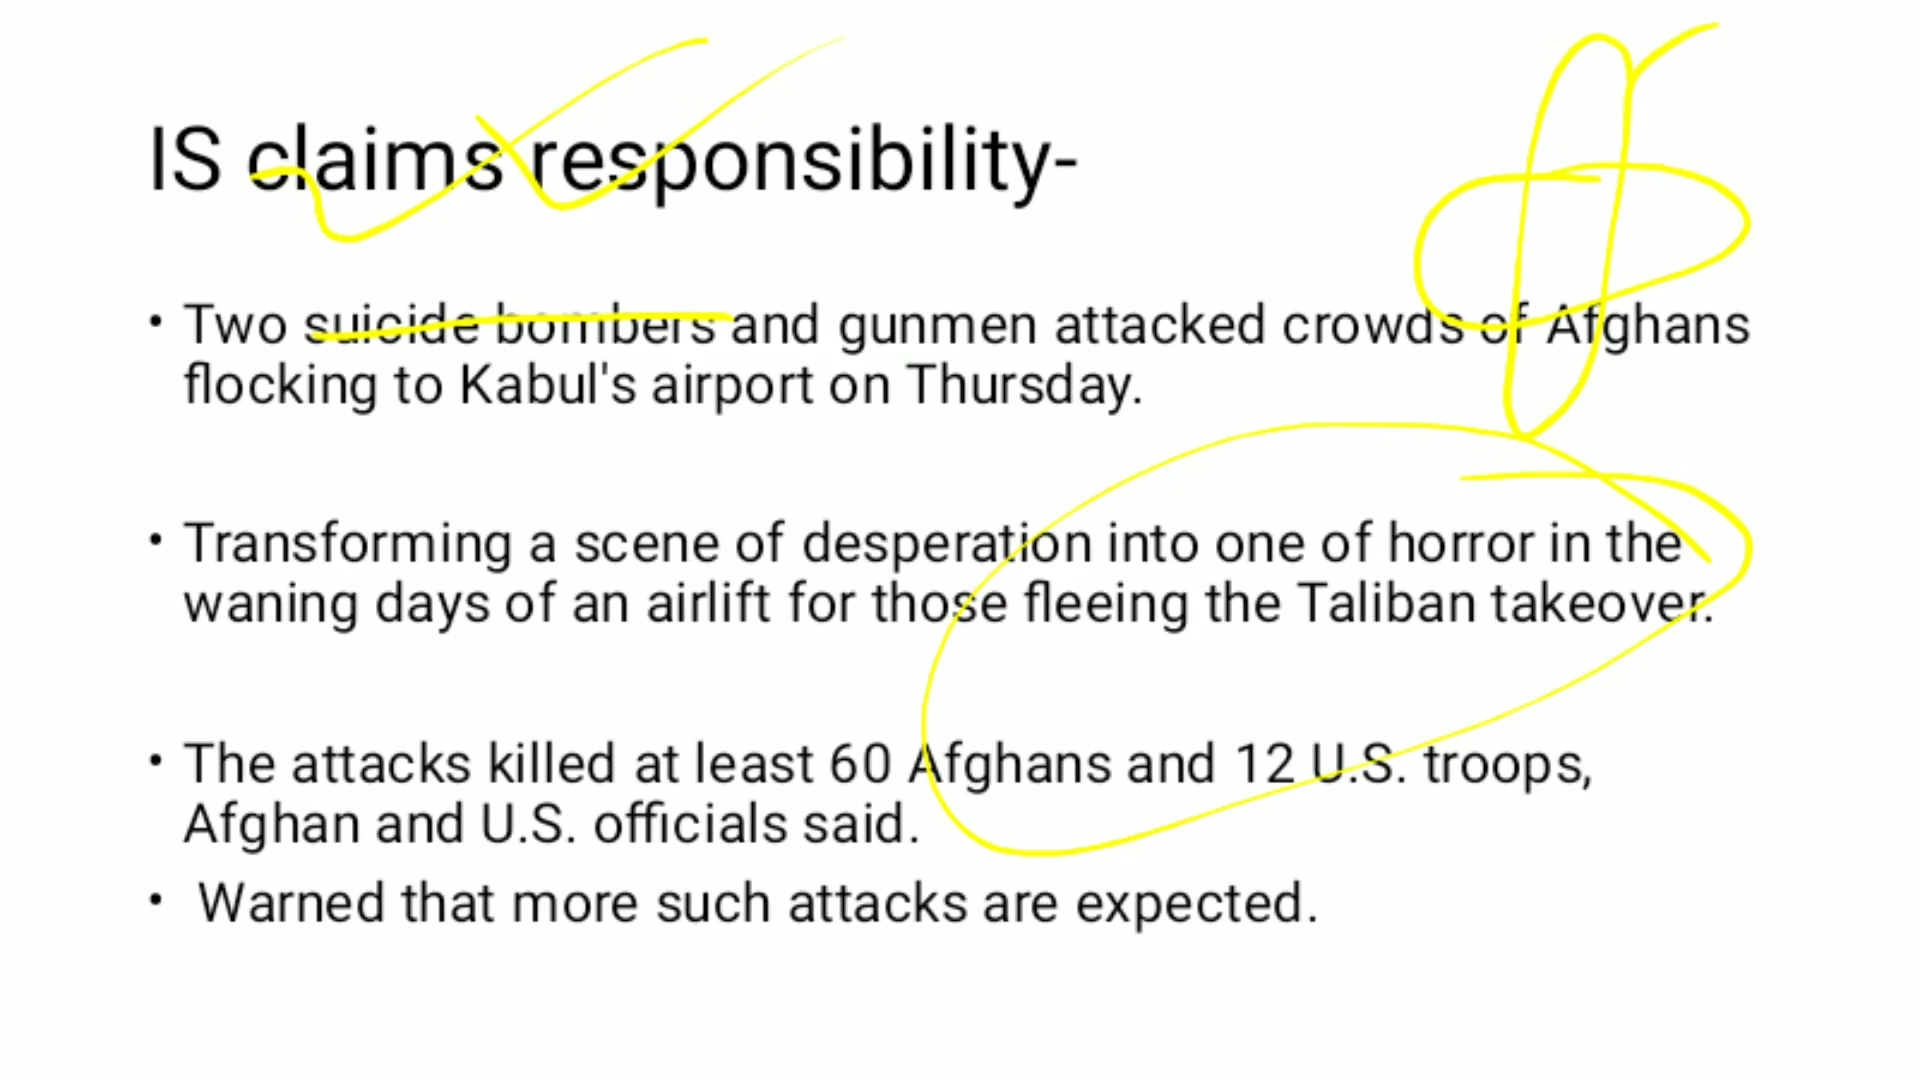 IS claims responsibility-
• Two suicide bombers and gunmen attacked crowds of Afghans
flocking to Kabul's airport on Thursday.
• Transforming a scene of desperation into one of horror in the
waning days of an airlift for those fleeing the Taliban takeover.
• The attacks killed at least 60 Afghans and 12 U.S. troops,
Afghan and U.S. officials said.
• Warned that more such attacks are expected.